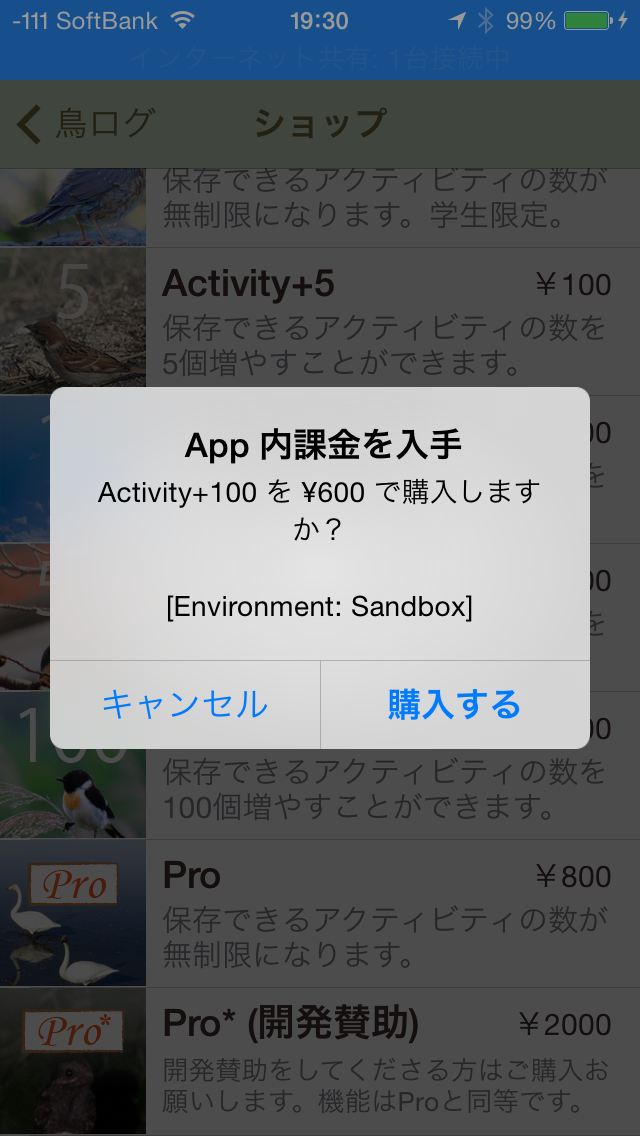 -111 SoftBank 19:30 99%
インターネット共有: 1台接続中
鳥ログ ショップ
保存できるアクティビティの数が
無制限になります。学生限定。
5
Activity+5 ¥100
保存できるアクティビティの数を
5個増やすことができます。
App 内課金を入手
Activity+100 を ¥600 で購入します
か？
[Environment: Sandbox]
キャンセル 購入する
保存できるアクティビティの数を
100個増やすことができます。
Pro
Pro ¥800
保存できるアクティビティの数が
無制限になります。
Pro*
Pro* (開発賛助) ¥2000
開発賛助をしてくださる方はご購入お
願いします。機能はProと同等です。